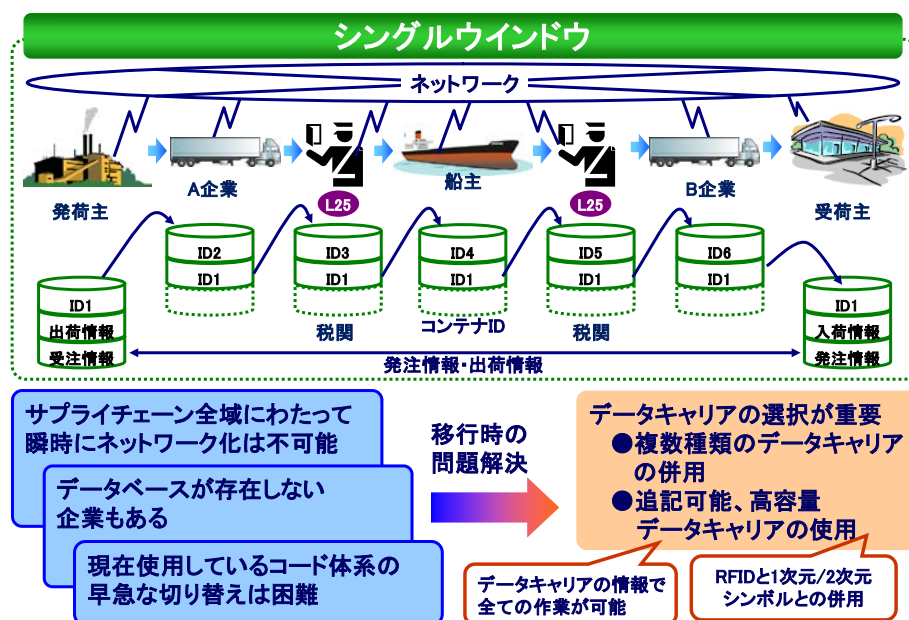 シングルウインドウ
ネットワーク
発荷主
A企業
L25
船主
L25
B企業
受荷主
ID1
出荷情報
受注情報
ID2
ID1
ID3
ID1
税関
ID4
ID1
コンテナID
ID5
ID1
税関
ID6
ID1
ID1
入荷情報
発注情報
発注情報・出荷情報
サプライチェーン全域にわたって
瞬時にネットワーク化は不可能
データベースが存在しない
企業もある
現在使用しているコード体系の
早急な切り替えは困難
移行時の
問題解決
データキャリアの選択が重要
●複数種類のデータキャリア
の併用
●追記可能、高容量
データキャリアの使用
データキャリアの情報で
全ての作業が可能
RFIDと1次元/2次元
シンボルとの併用